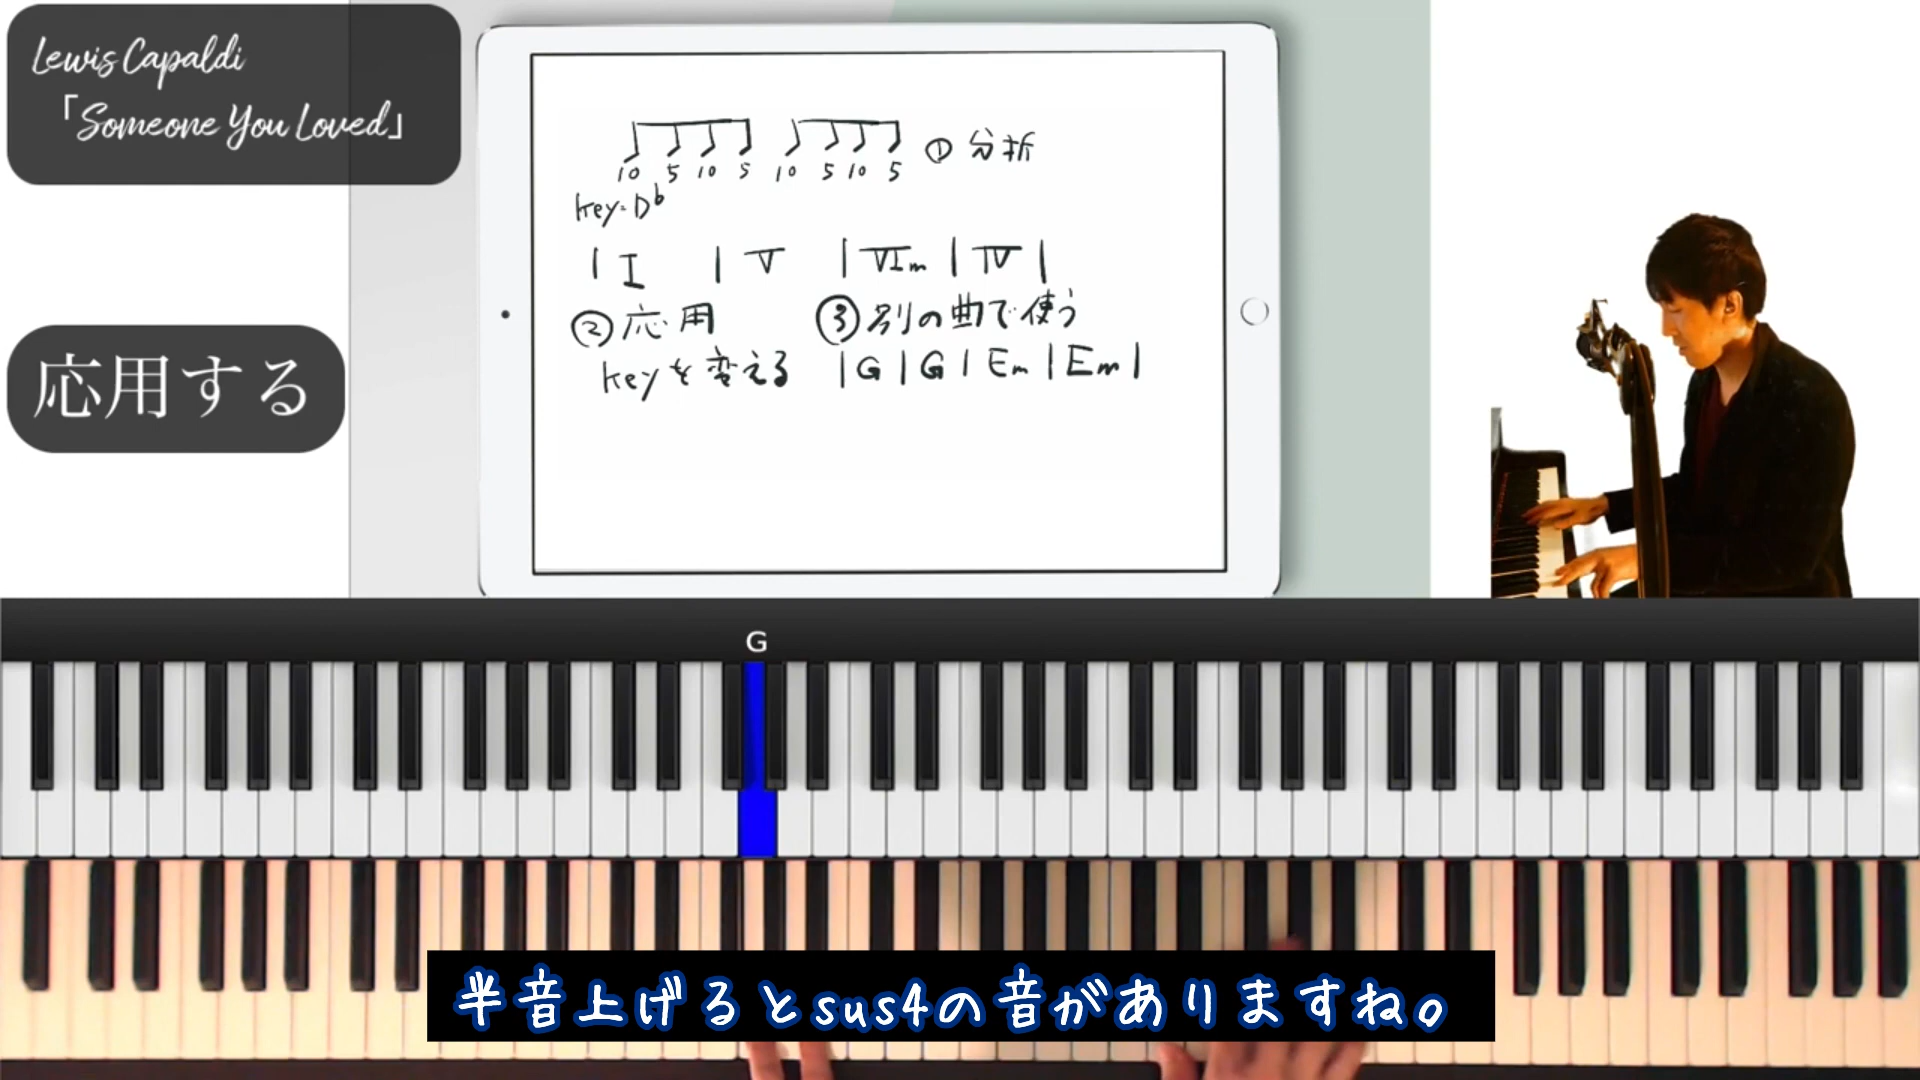 Lewis Capaldi
「Someone You Loved」
応用する
10 5 10 5 10 5 10 5 ① 分析
Key=D♭
| I | V | VIm | IV |
② 応用 ③ 別の曲で使う
Keyを変える | G | G | Em | Em |
G
半音上げるとsus4の音がありますね。